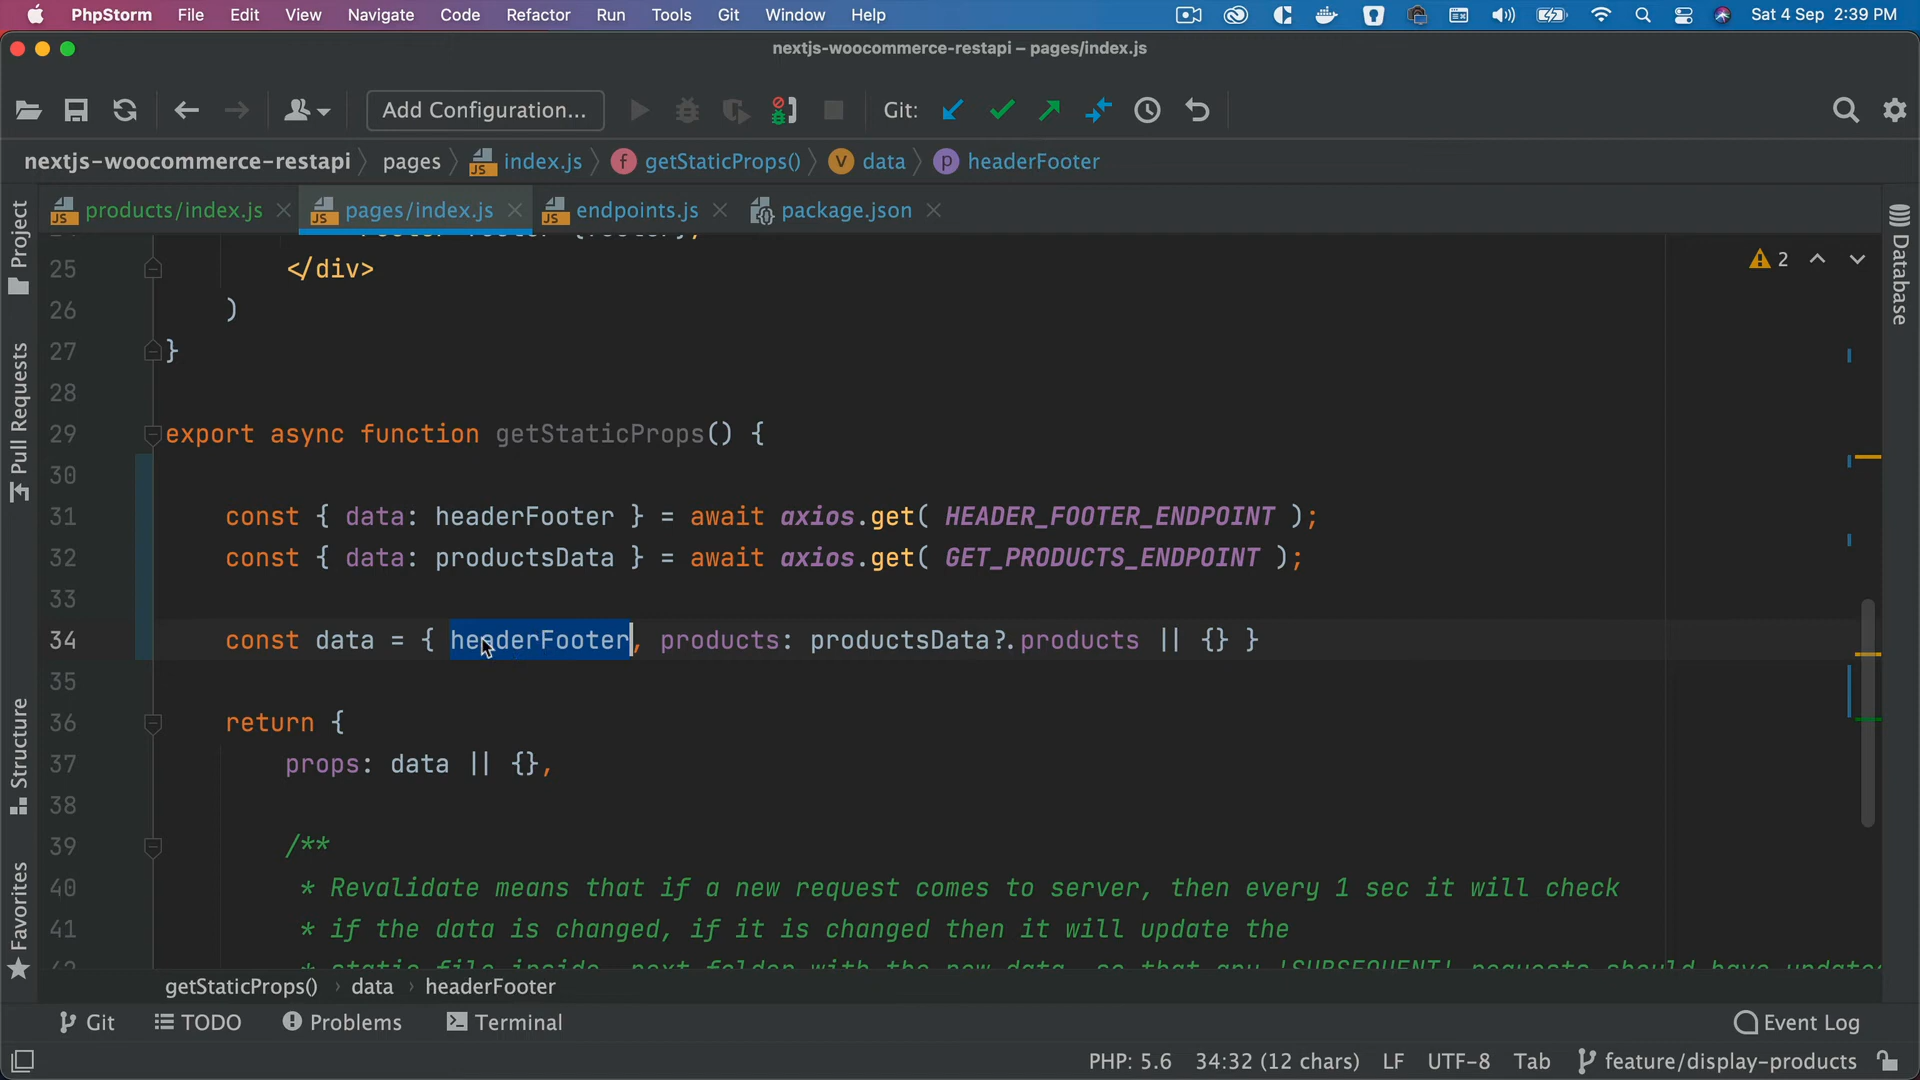 PhpStorm File Edit View Navigate Code Refactor Run Tools Git Window Help Sat 4 Sep 2:39 PM
nextjs-woocommerce-restapi – pages/index.js
Add Configuration... Git:
nextjs-woocommerce-restapi pages index.js getStaticProps() data headerFooter
products/index.js pages/index.js endpoints.js package.json
Project
Pull Requests
Structure
Favorites
Database
2
25 </div>
26 )
27 }
28
29 export async function getStaticProps() {
30
31 const { data: headerFooter } = await axios.get( HEADER_FOOTER_ENDPOINT );
32 const { data: productsData } = await axios.get( GET_PRODUCTS_ENDPOINT );
33
34 const data = { headerFooter, products: productsData?.products || {} }
35
36 return {
37 props: data || {},
38
39 /**
40 * Revalidate means that if a new request comes to server, then every 1 sec it will check
41 * if the data is changed, if it is changed then it will update the
getStaticProps() › data › headerFooter
Git TODO Problems Terminal Event Log
PHP: 5.6 34:32 (12 chars) LF UTF-8 Tab feature/display-products